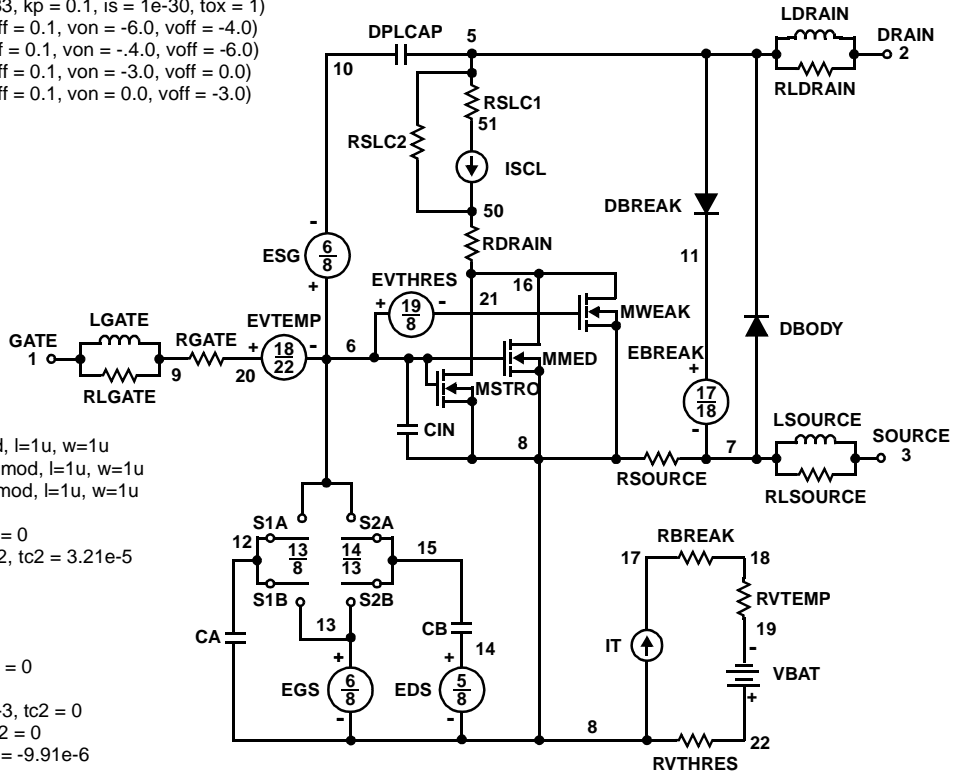 33, kp = 0.1, is = 1e-30, tox = 1)
ff = 0.1, von = -6.0, voff = -4.0)
f = 0.1, von = -.4.0, voff = -6.0)
ff = 0.1, von = -3.0, voff = 0.0)
ff = 0.1, von = 0.0, voff = -3.0)
DPLCAP
5
10
LDRAIN
DRAIN
2
RLDRAIN
RSLC1
51
RSLC2
ISCL
50
DBREAK
RDRAIN
11
ESG
6
8
-
+
EVTHRES
+
19
8
-
21
16
MWEAK
DBODY
LGATE
GATE
1
RLGATE
9
RGATE
20
EVTEMP
+
18
22
-
6
MMED
MSTRO
EBREAK
+
17
18
-
CIN
8
RSOURCE
7
LSOURCE
SOURCE
3
RLSOURCE
d, l=1u, w=1u
mod, l=1u, w=1u
mod, l=1u, w=1u
= 0
2, tc2 = 3.21e-5
S1A
S2A
12
13
8
14
13
15
S1B
S2B
13
CA
CB
14
+
EGS
6
8
-
+
EDS
5
8
-
RBREAK
17
18
RVTEMP
19
IT
-
VBAT
+
8
22
RVTHRES
= 0
-3, tc2 = 0
2 = 0
= -9.91e-6